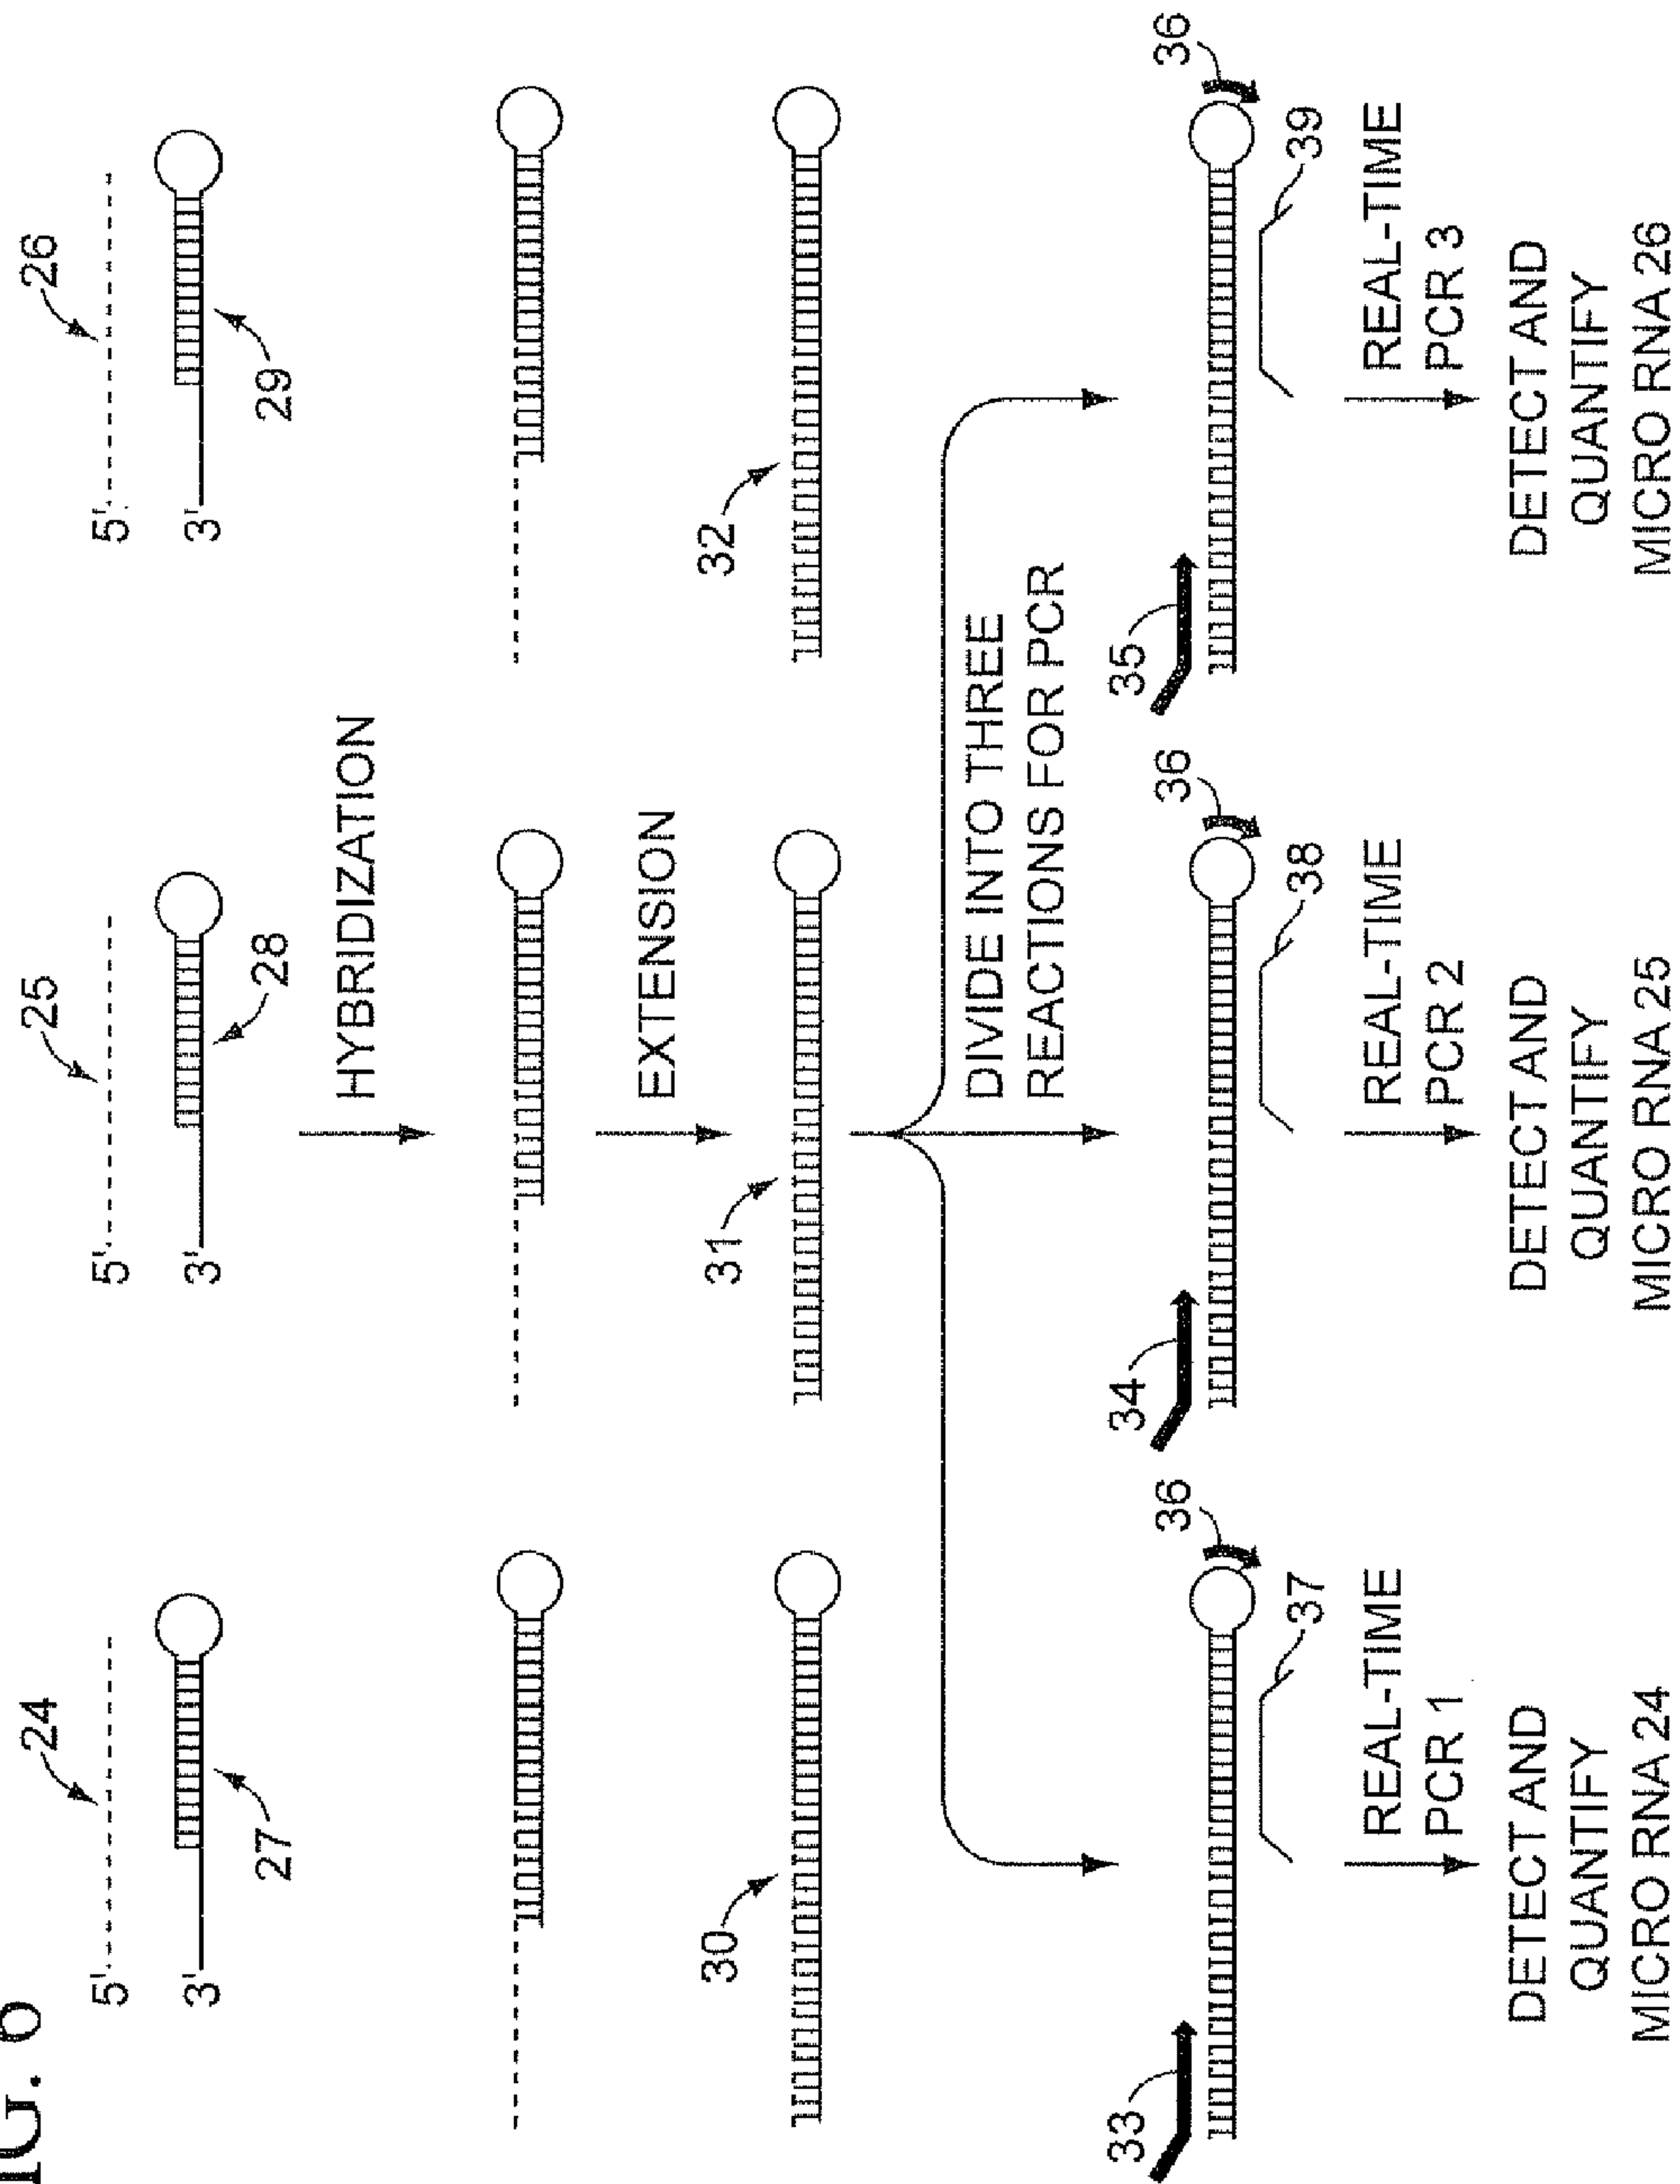 FIG. 6
24 25 26
5' 5' 5'
3' 3' 3'
27 28 29
HYBRIDIZATION
EXTENSION
30 31 32
DIVIDE INTO THREE
REACTIONS FOR PCR
33 36 34 36 35 36
37 38 39
REAL-TIME
PCR 1
REAL-TIME
PCR 2
REAL-TIME
PCR 3
DETECT AND
QUANTIFY
MICRO RNA 24
DETECT AND
QUANTIFY
MICRO RNA 25
DETECT AND
QUANTIFY
MICRO RNA 26